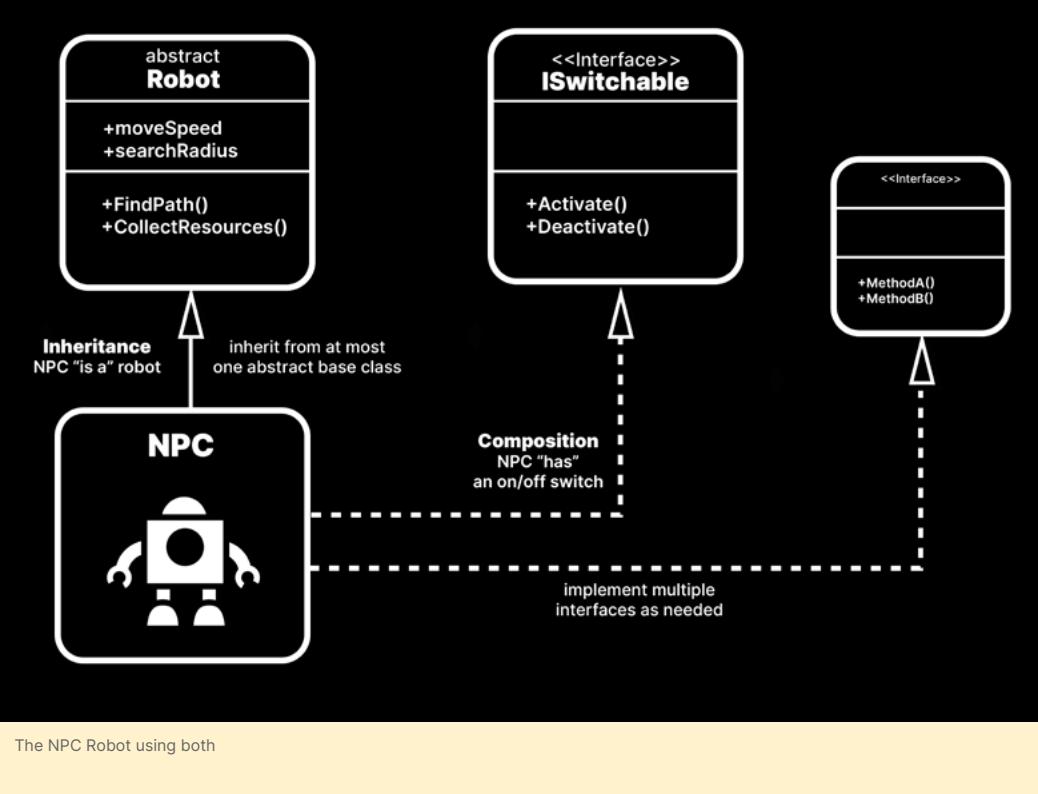 abstract
Robot
+moveSpeed
+searchRadius
+FindPath()
+CollectResources()
<<Interface>>
ISwitchable
+Activate()
+Deactivate()
<<Interface>>
+MethodA()
+MethodB()
Inheritance
NPC “is a” robot
inherit from at most
one abstract base class
NPC
Composition
NPC “has”
an on/off switch
implement multiple
interfaces as needed
The NPC Robot using both